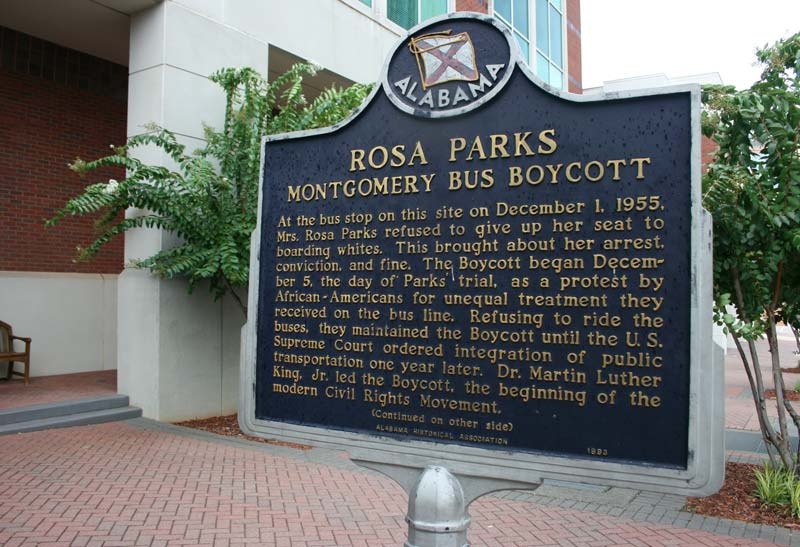 ALABAMA
ROSA PARKS
MONTGOMERY BUS BOYCOTT
At the bus stop on this site on December 1, 1955,
Mrs. Rosa Parks refused to give up her seat to
boarding whites. This brought about her arrest,
conviction, and fine. The Boycott began Decem-
ber 5, the day of Parks' trial, as a protest by
African-Americans for unequal treatment they
received on the bus line. Refusing to ride the
buses, they maintained the Boycott until the U.S.
Supreme Court ordered integration of public
transportation one year later. Dr. Martin Luther
King, Jr. led the Boycott, the beginning of the
modern Civil Rights Movement.
(Continued on other side)
ALABAMA HISTORICAL ASSOCIATION
1993